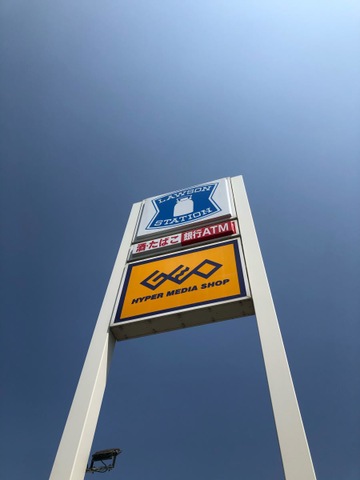 LAWSON
STATION
酒・たばこ 銀行ATM
GEO
HYPER MEDIA SHOP